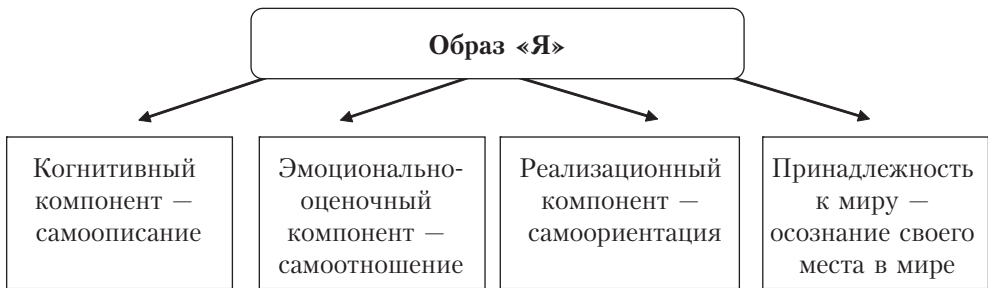 Образ «Я»
Когнитивный
компонент —
самоописание
Эмоционально-
оценочный
компонент —
самоотношение
Реализационный
компонент —
самоориентация
Принадлежность
к миру —
осознание своего
места в мире